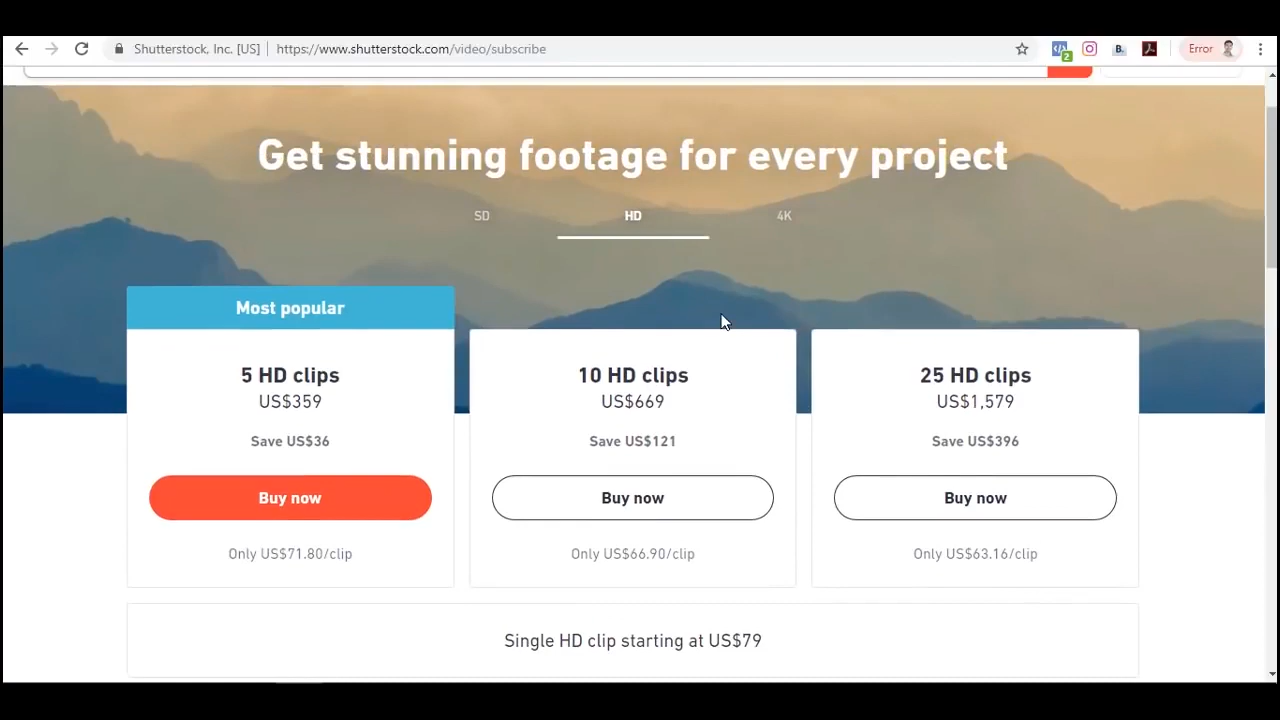 Shutterstock, Inc. [US] | https://www.shutterstock.com/video/subscribe
2
B.
Error
Get stunning footage for every project
SD HD 4K
Most popular
5 HD clips
US$359
Save US$36
Buy now
Only US$71.80/clip
10 HD clips
US$669
Save US$121
Buy now
Only US$66.90/clip
25 HD clips
US$1,579
Save US$396
Buy now
Only US$63.16/clip
Single HD clip starting at US$79